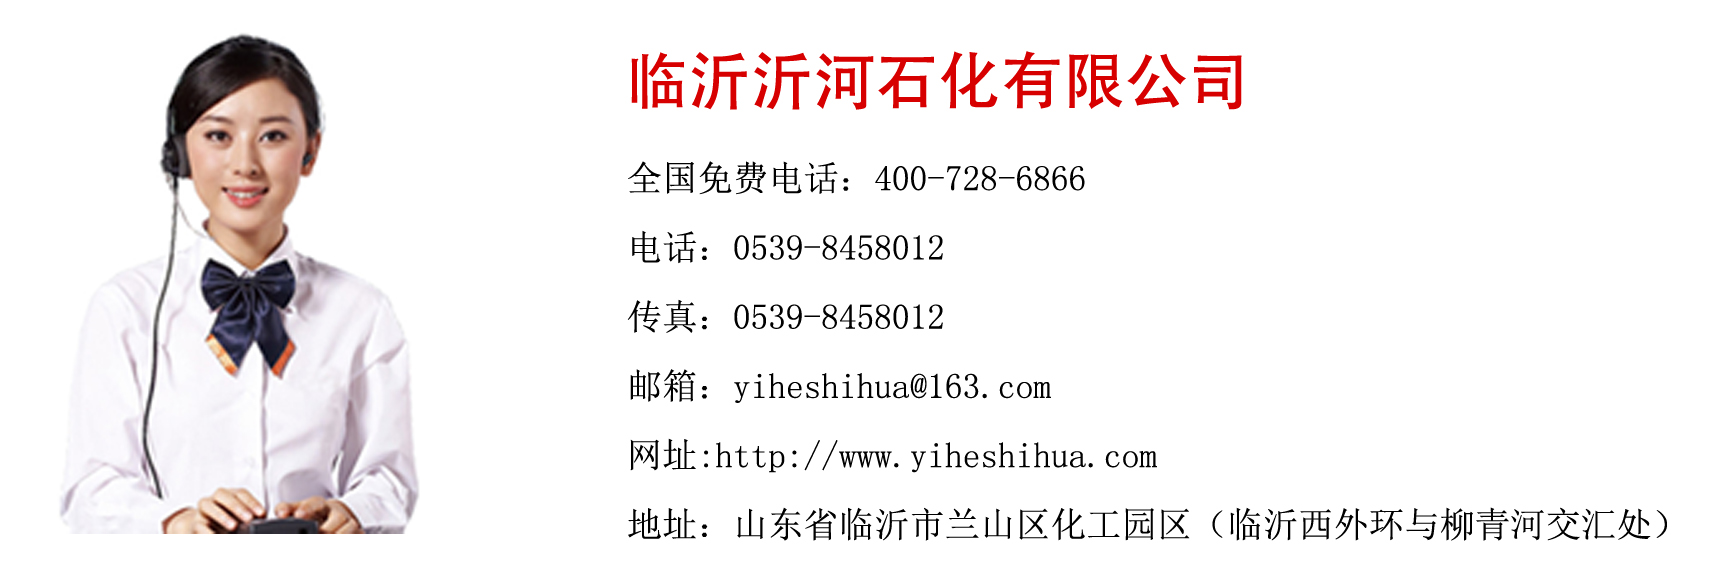 临沂沂河石化有限公司
全国免费电话：400-728-6866
电话：0539-8458012
传真：0539-8458012
邮箱：yiheshihua@163.com
网址:http://www.yiheshihua.com
地址：山东省临沂市兰山区化工园区（临沂西外环与柳青河交汇处）